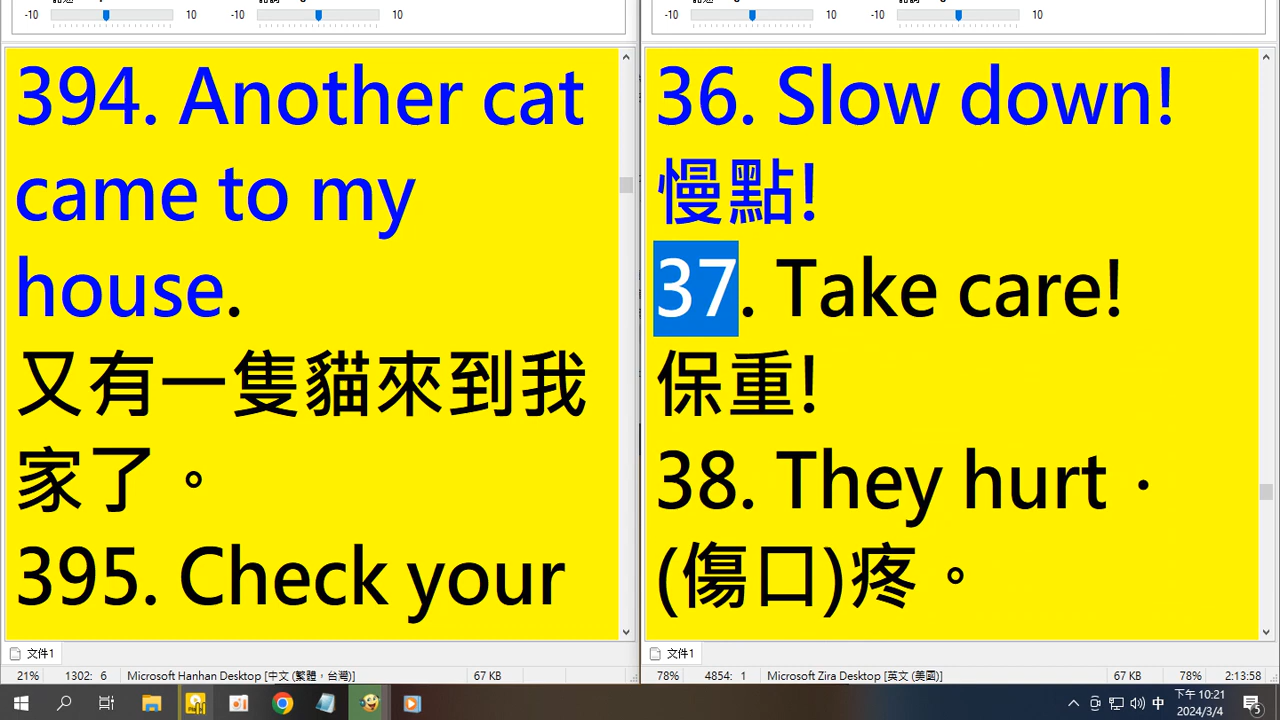 -10 10 -10 10
394. Another cat
came to my
house.
又有一隻貓來到我
家了。
395. Check your
文件1
21% 1302: 6 Microsoft Hanhan Desktop [中文 (繁體，台灣)] 67 KB
-10 10 -10 10
36. Slow down!
慢點!
37. Take care!
保重!
38. They hurt．
(傷口)疼。
文件1
78% 4854: 1 Microsoft Zira Desktop [英文 (美國)] 67 KB 78% 2:13:58
中
下午 10:21
2024/3/4
5